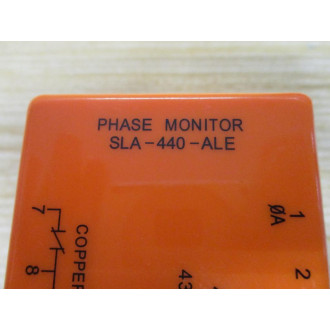 PHASE MONITOR
SLA-440-ALE
1
ØA
2
7
8
COPPER
43